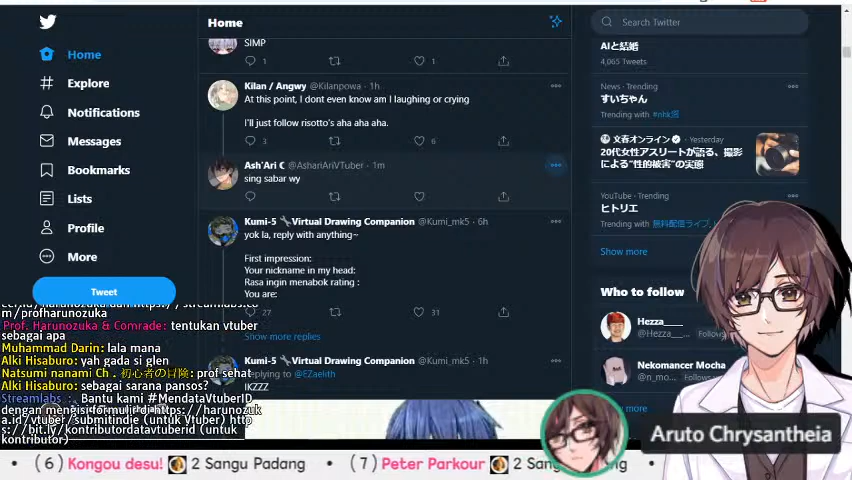 Home
Explore
Notifications
Messages
Bookmarks
Lists
Profile
More
Tweet
Home
SIMP
1
1
Kilan / Angwy @Kilanpowa · 1h
At this point, I dont even know am I laughing or crying
I'll just follow risotto's aha aha aha.
3
6
Ash'Ari C @AshariAriVTuber · 1m
sing sabar wy
Kumi-5 🔧Virtual Drawing Companion @Kumi_mk5 · 6h
yok la, reply with anything~
First impression:
Your nickname in my head:
Rasa ingin menabok rating :
You are:
27
31
Show more replies
Kumi-5 🔧Virtual Drawing Companion @Kumi_mk5 · 1h
Replying to @EZaelith
IKZZZ
Search Twitter
AIと結婚
4,065 Tweets
News · Trending
すいちゃん
Trending with
文春オンライン · Yesterday
20代女性アスリートが語る、撮影
による“性的被害”の実態
YouTube · Trending
ヒトリエ
Trending with 無料配信ライブ
Show more
Who to follow
Hezza____
@Hezza____
Following
Nekomancer Mocha
@n_mo...
Following
m/profharunozuka
Prof. Harunozuka & Comrade: tentukan vtuber
sebagai apa
Muhammad Darin: lala mana
Alki Hisaburo: yah gada si glen
Natsumi nanami Ch . 初心者の冒険: prof sehat
Alki Hisaburo: sebagai sarana pansos?
Streamlabs : Bantu kami #MendataVtuberID
dengan mengisi formulir di https://harunozuk
a.id/vtuber/submitindie (untuk Vtuber) http
s://bit.ly/kontributordatavtuberid (untuk
kontributor)
Aruto Chrysantheia
• (6) Kongou desu! 2 Sangu Padang • (7) Peter Parkour 2